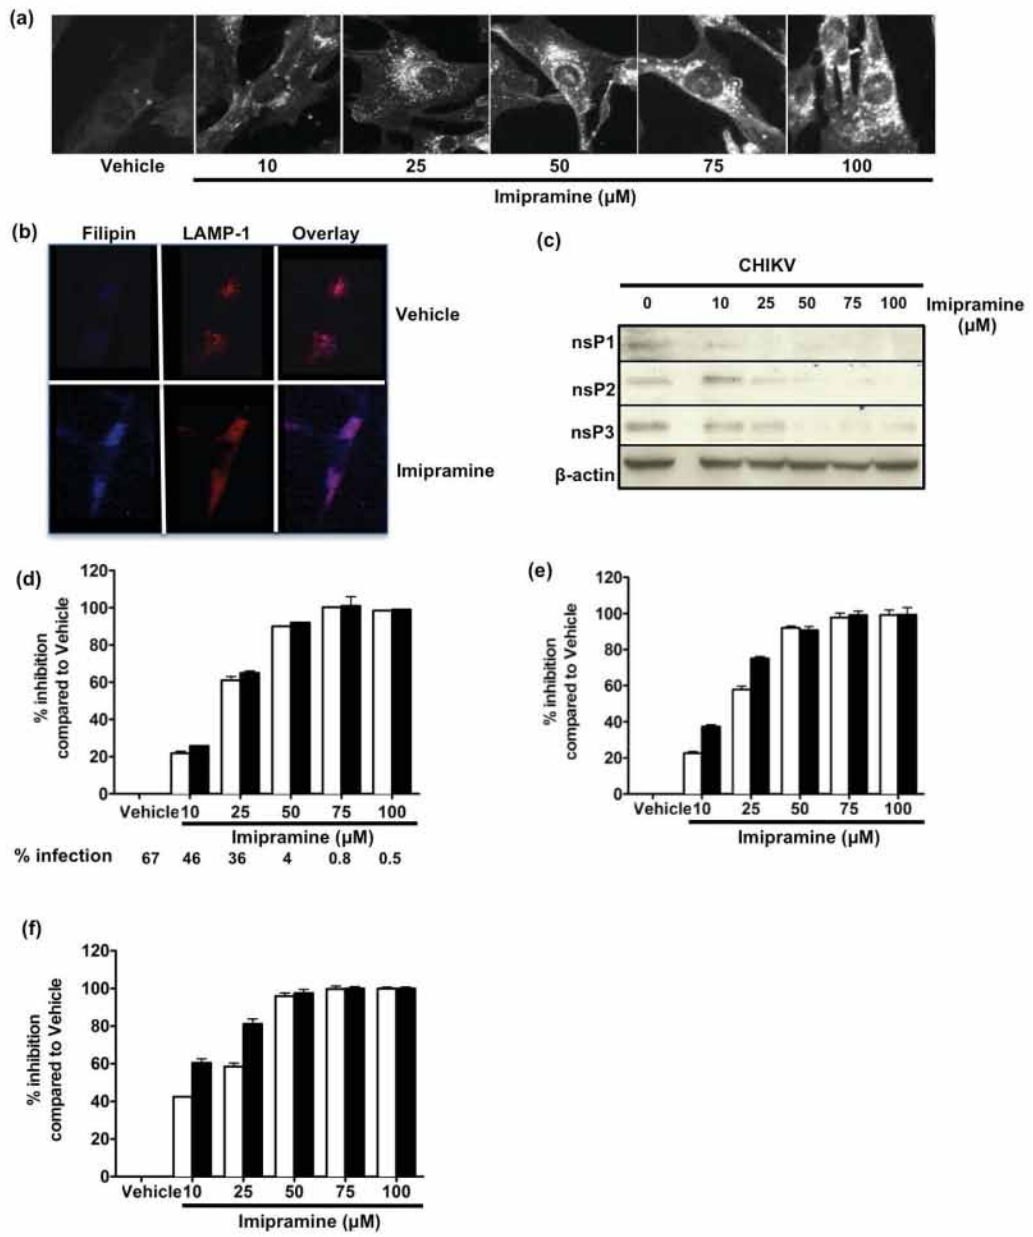 (a)
Vehicle 10 25 50 75 100
Imipramine (µM)
(b)
Filipin LAMP-1 Overlay
Vehicle
Imipramine
(c)
CHIKV
0 10 25 50 75 100 Imipramine
(µM)
nsP1
nsP2
nsP3
β-actin
(d)
% inhibition
compared to Vehicle
120
100
80
60
40
20
0
Vehicle 10 25 50 75 100
Imipramine (µM)
% infection 67 46 36 4 0.8 0.5
(e)
% inhibition
compared to Vehicle
120
100
80
60
40
20
0
Vehicle 10 25 50 75 100
Imipramine (µM)
(f)
% inhibition
compared to Vehicle
120
100
80
60
40
20
0
Vehicle 10 25 50 75 100
Imipramine (µM)